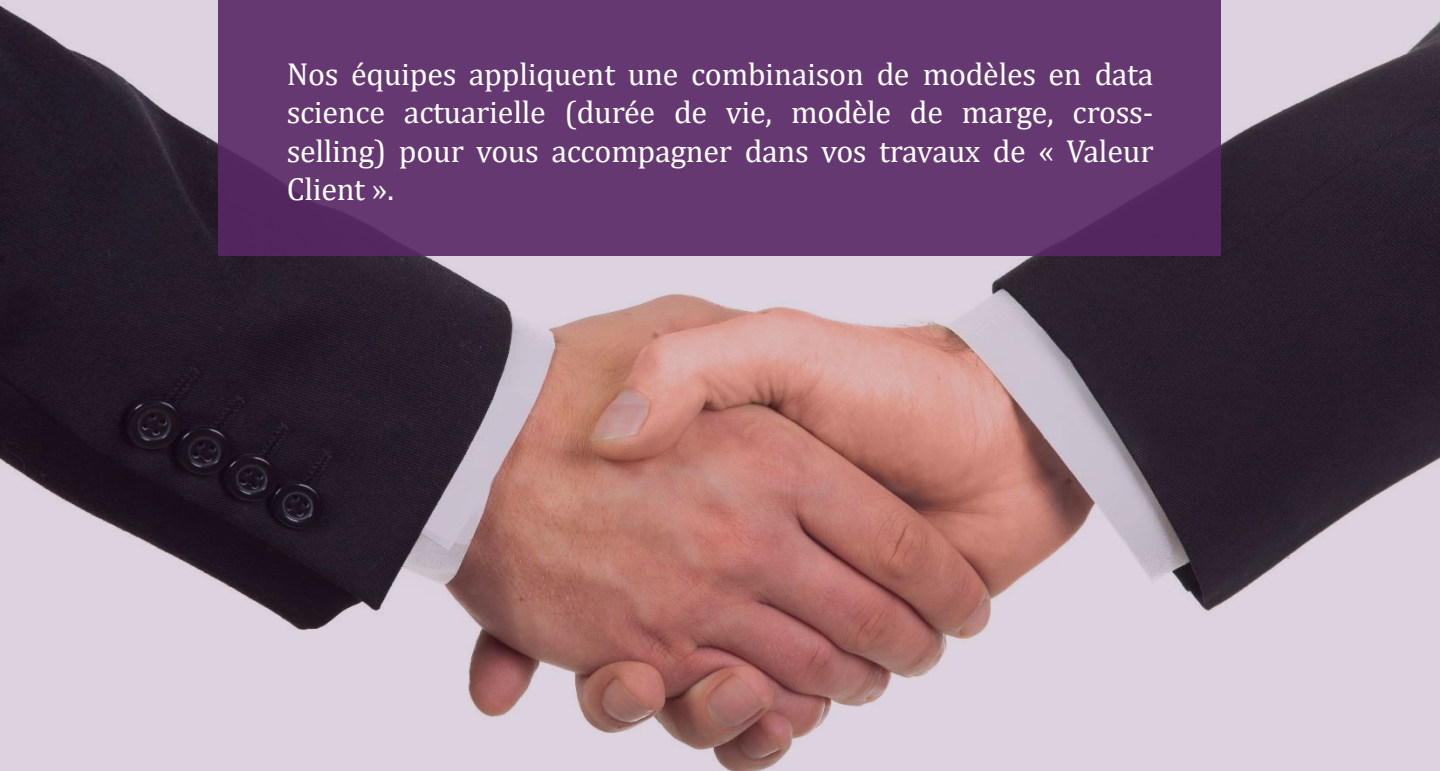 Nos équipes appliquent une combinaison de modèles en data
science actuarielle (durée de vie, modèle de marge, cross-
selling) pour vous accompagner dans vos travaux de « Valeur
Client ».